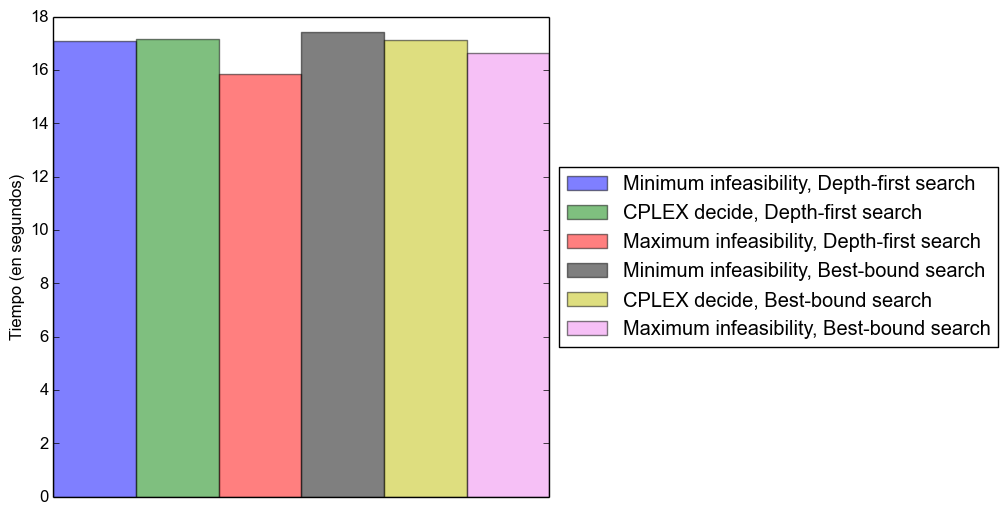 18
16
14
12
10
8
6
4
2
0
Tiempo (en segundos)
Minimum infeasibility, Depth-first search
CPLEX decide, Depth-first search
Maximum infeasibility, Depth-first search
Minimum infeasibility, Best-bound search
CPLEX decide, Best-bound search
Maximum infeasibility, Best-bound search